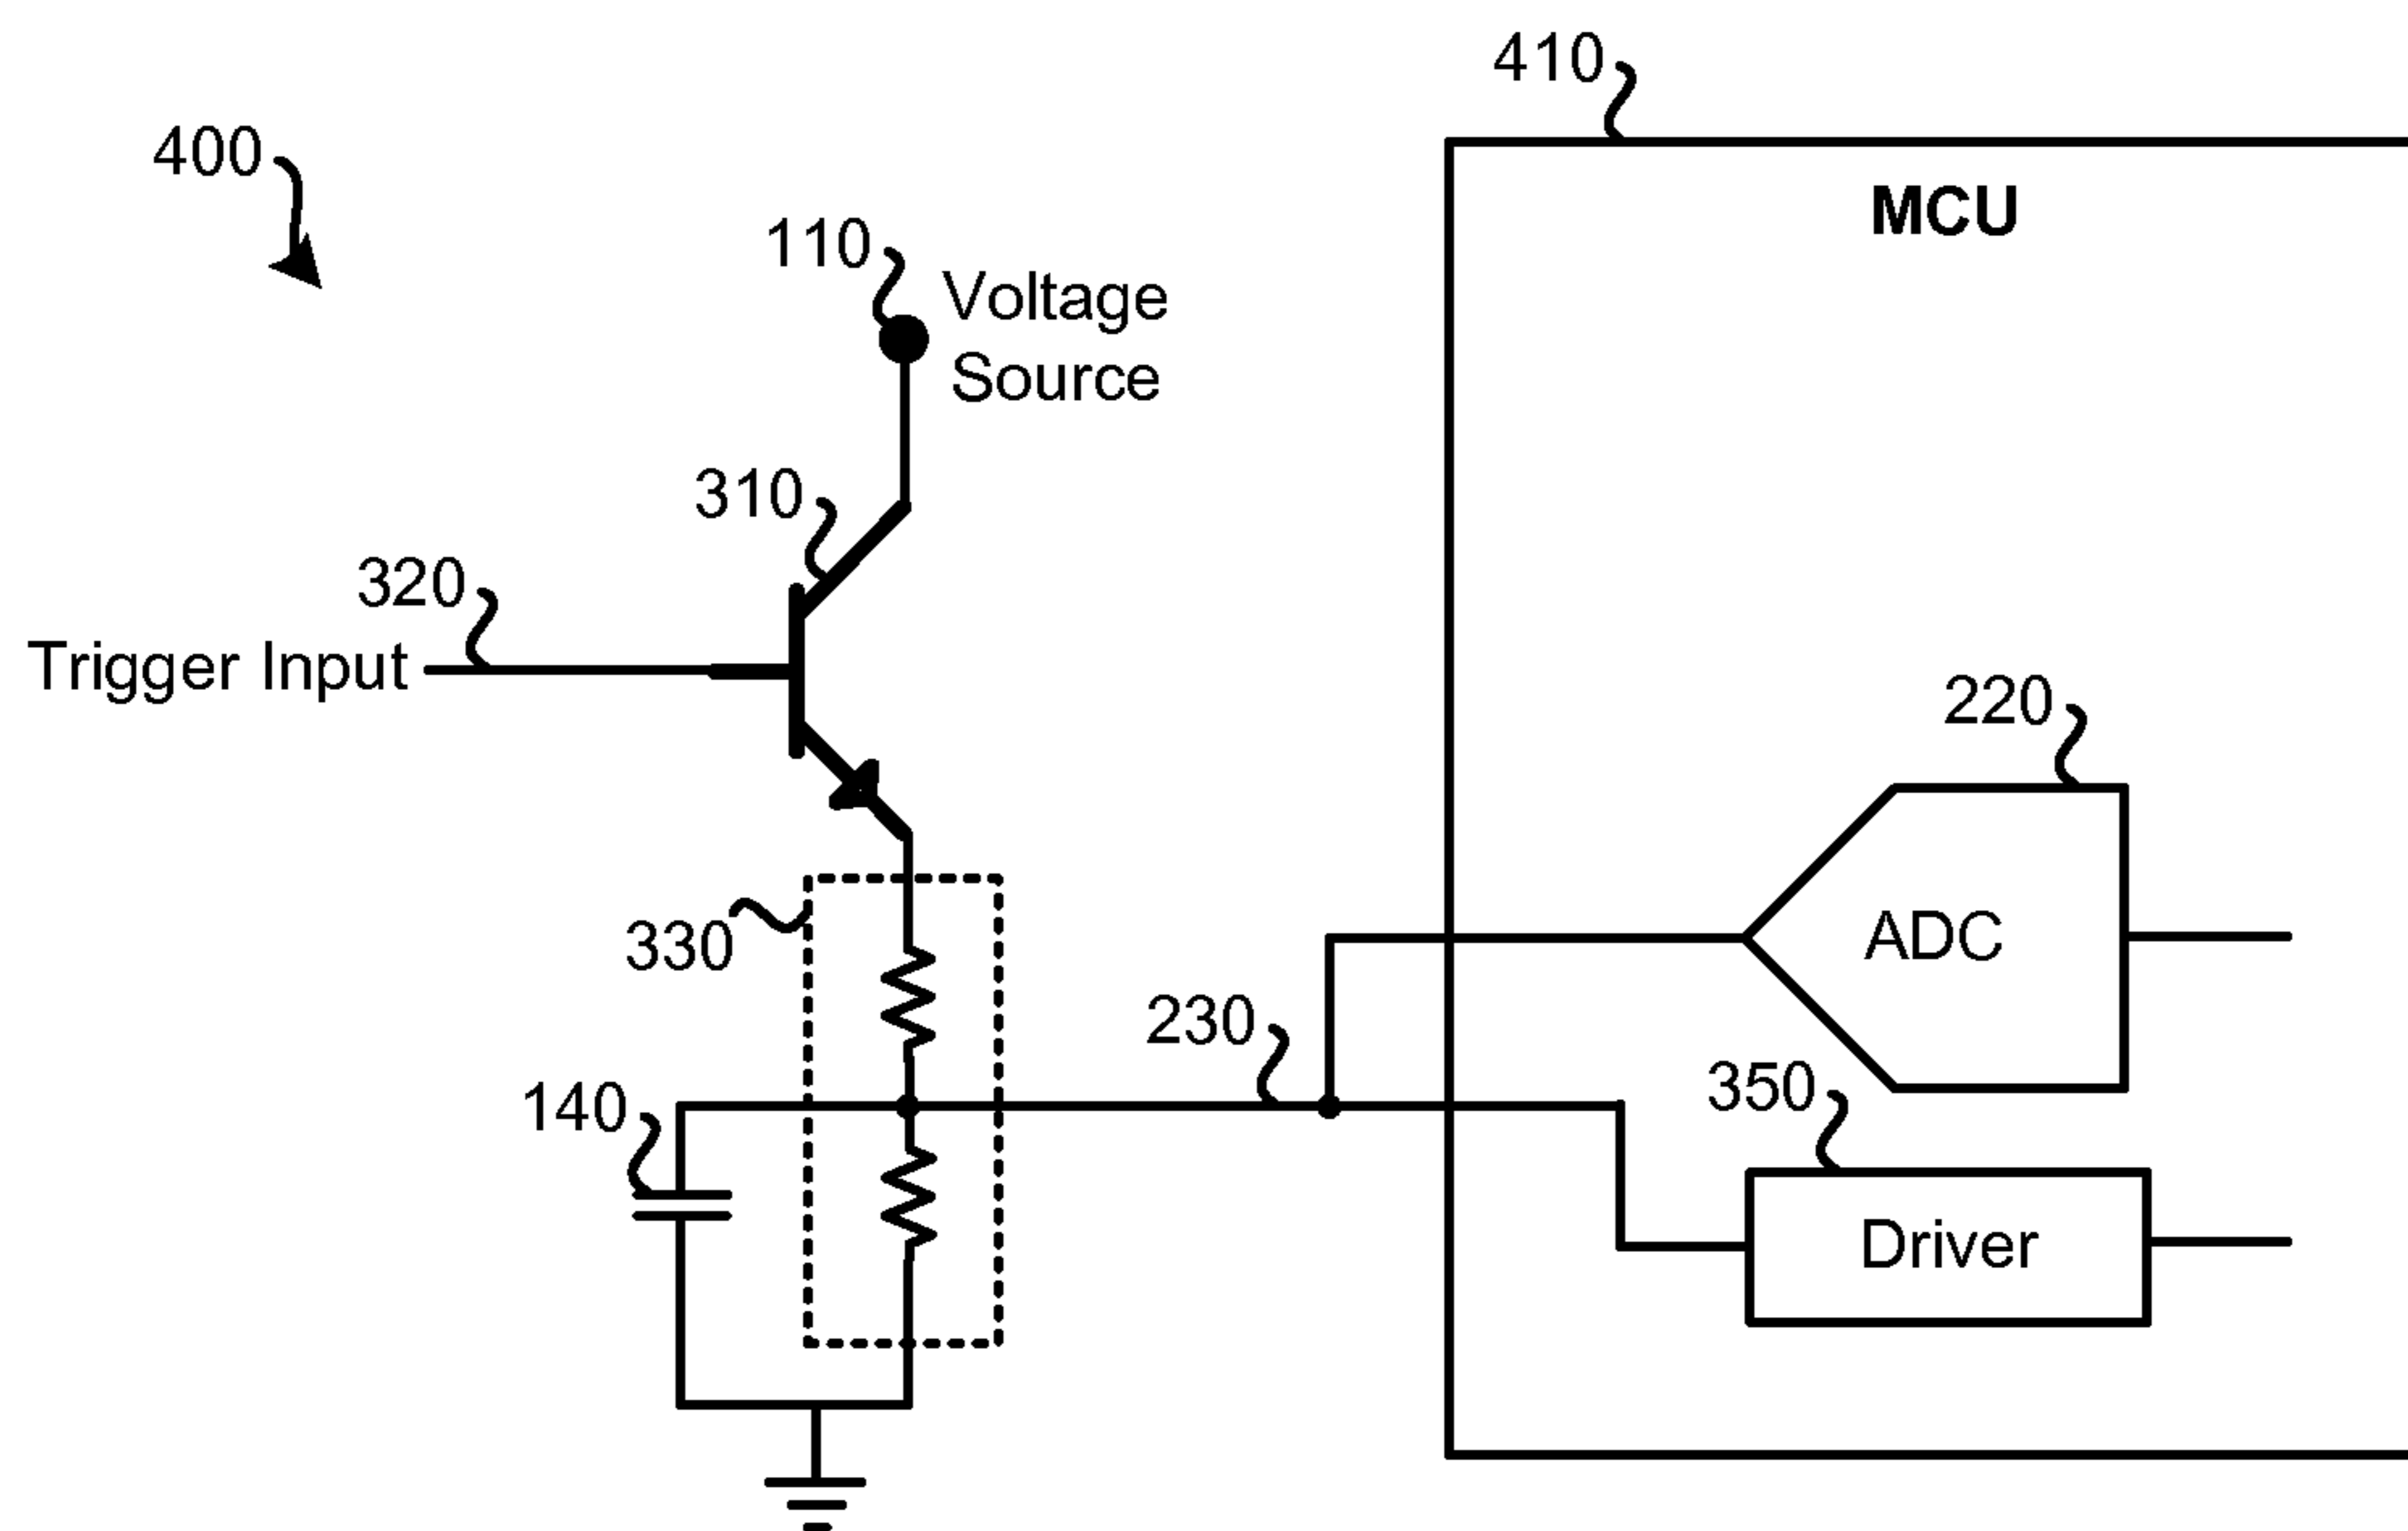 410
400
MCU
110
Voltage
Source
310
320
Trigger Input
220
330
ADC
230
350
140
Driver